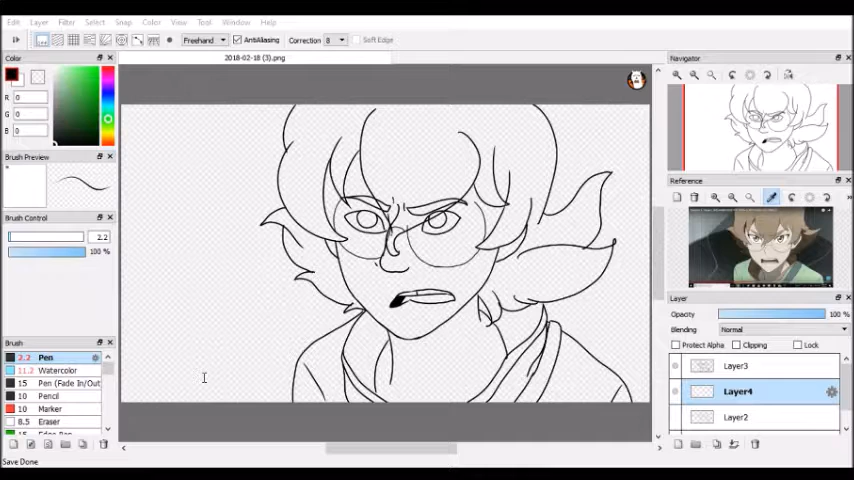 Edit Layer Filter Select Snap Color View Tool Window Help
Freehand AntiAliasing Correction 8 Soft Edge
Color
2018-02-18 (3).png
Navigator
R 0
G 0
B 0
Brush Preview
Reference
Brush Control
2.2
100 %
Layer
Opacity 100 %
Blending Normal
Protect Alpha Clipping Lock
Brush
2.2 Pen
11.2 Watercolor
15 Pen (Fade In/Out
10 Pencil
10 Marker
8.5 Eraser
Layer3
Layer4
Layer2
Save Done